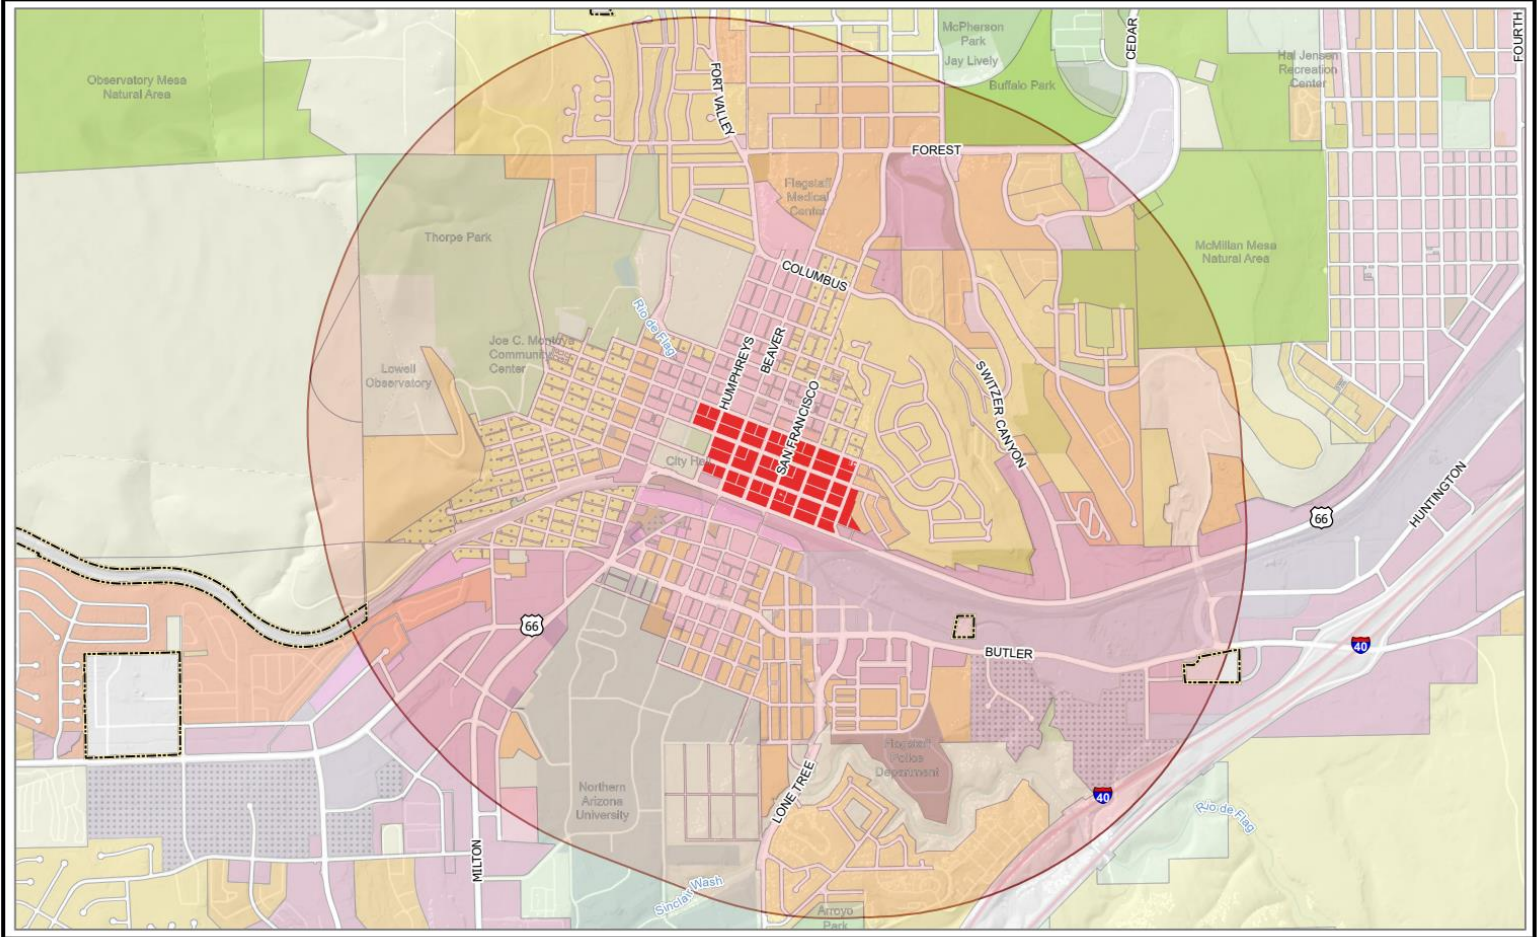 McPherson
Park
Jay Lively
Buffalo Park
CEDAR
Hal Jensen
Recreation
Center
FOURTH
Observatory Mesa
Natural Area
FORT VALLEY
FOREST
Flagstaff
Medical
Center
Thorpe Park
McMillan Mesa
Natural Area
COLUMBUS
Rio de Flag
Joe C. Montoya
Community
Center
HUMPHREYS
BEAVER
SAN FRANCISCO
SWITZER CANYON
Lowell
Observatory
City Hall
66
HUNTINGTON
66
40
BUTLER
Flagstaff
Police
Department
Northern
Arizona
University
LONE TREE
40
Rio de Flag
MILTON
Sinclair Wash
Arroyo
Park